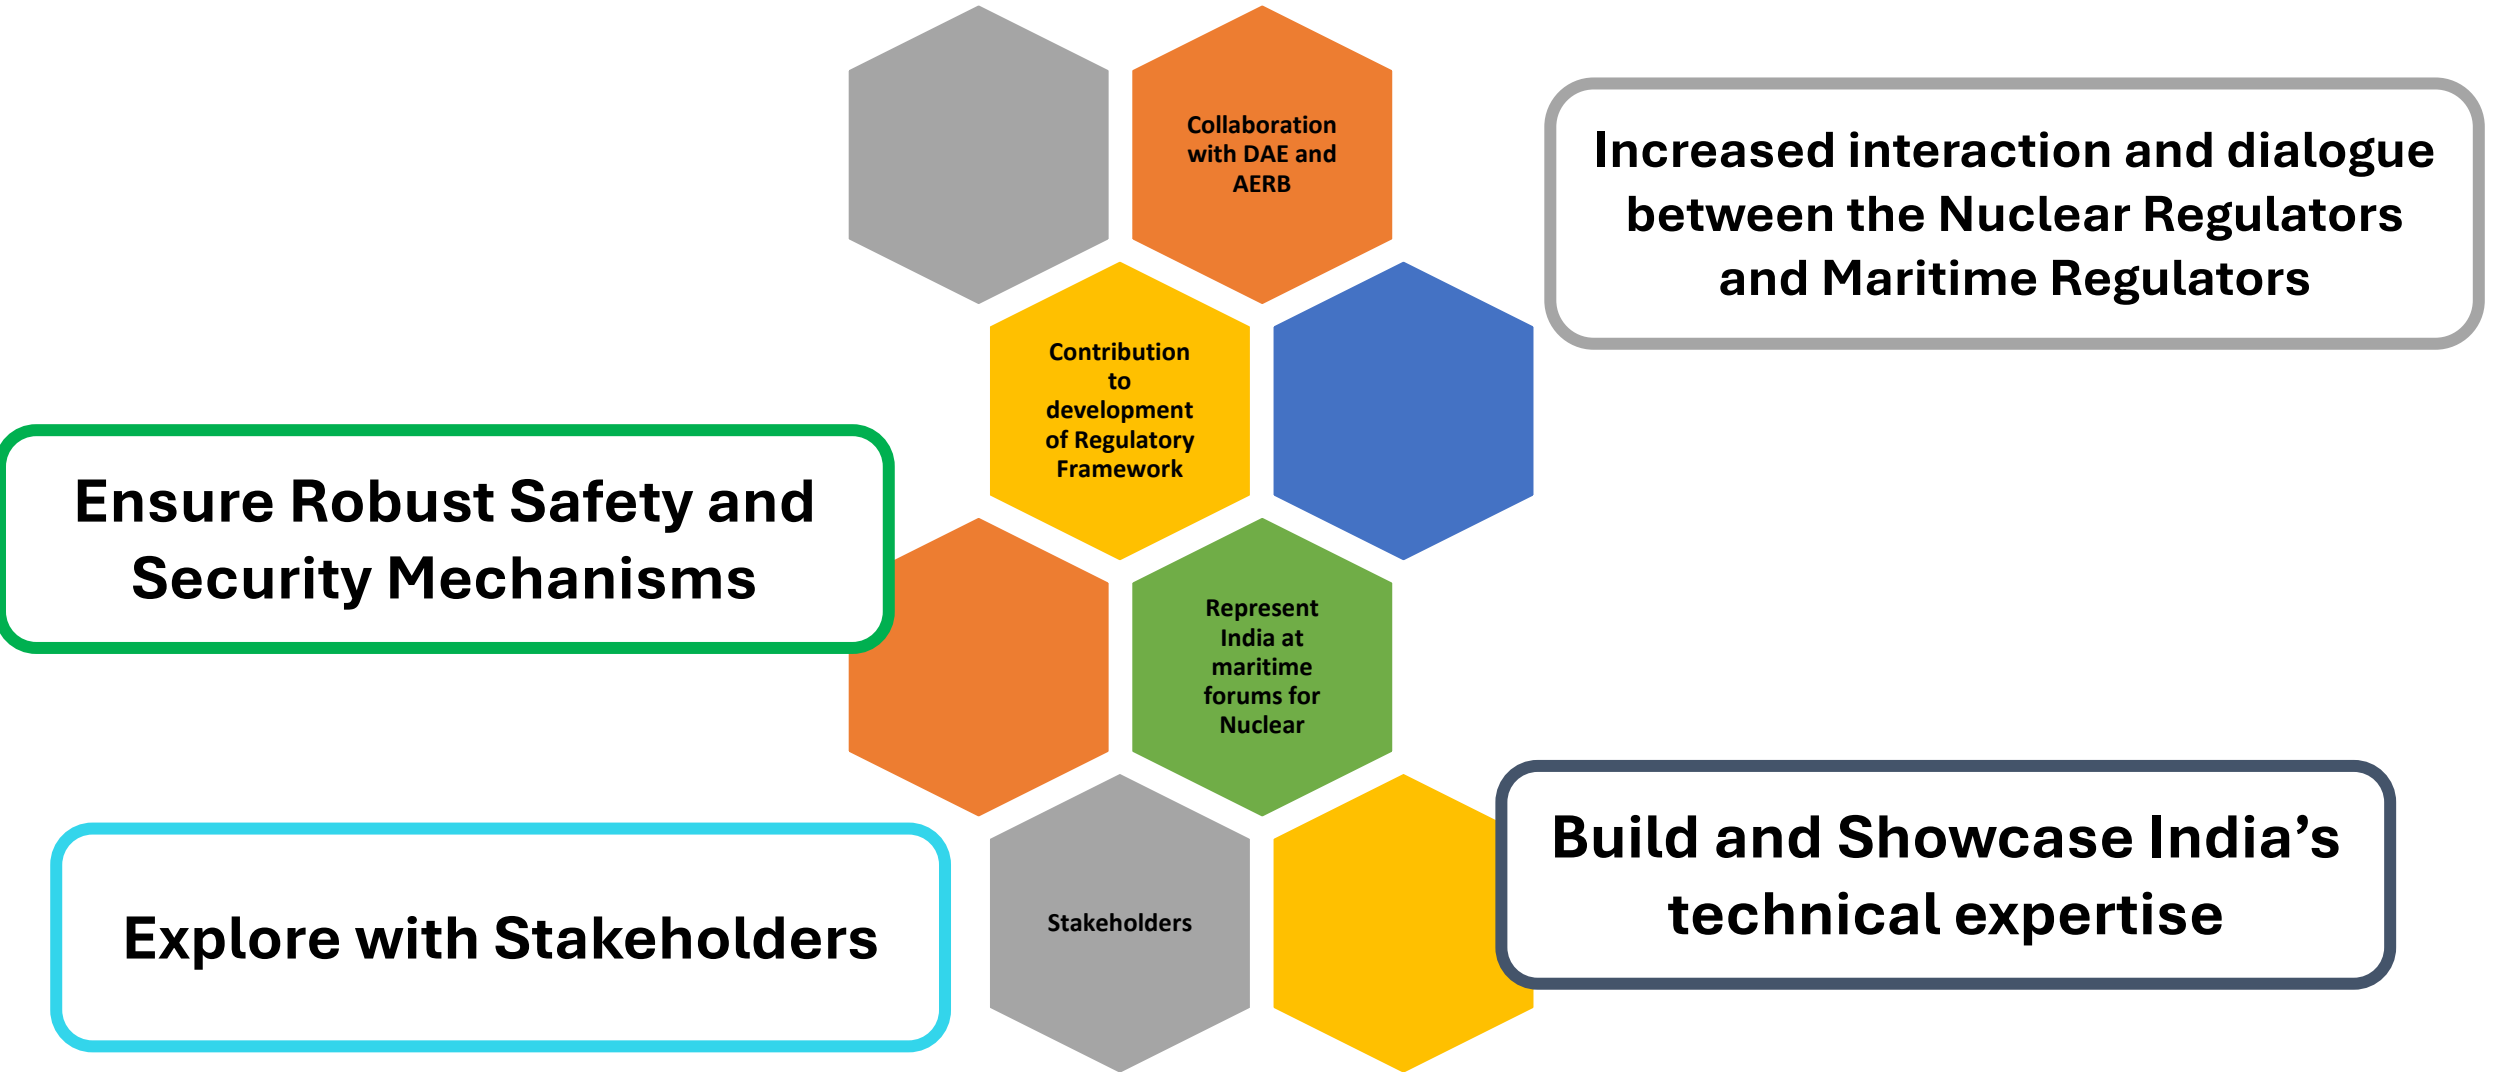 Collaboration
with DAE and
AERB
Increased interaction and dialogue
between the Nuclear Regulators
and Maritime Regulators
Contribution
to
development
of Regulatory
Framework
Ensure Robust Safety and
Security Mechanisms
Represent
India at
maritime
forums for
Nuclear
Build and Showcase India’s
technical expertise
Stakeholders
Explore with Stakeholders